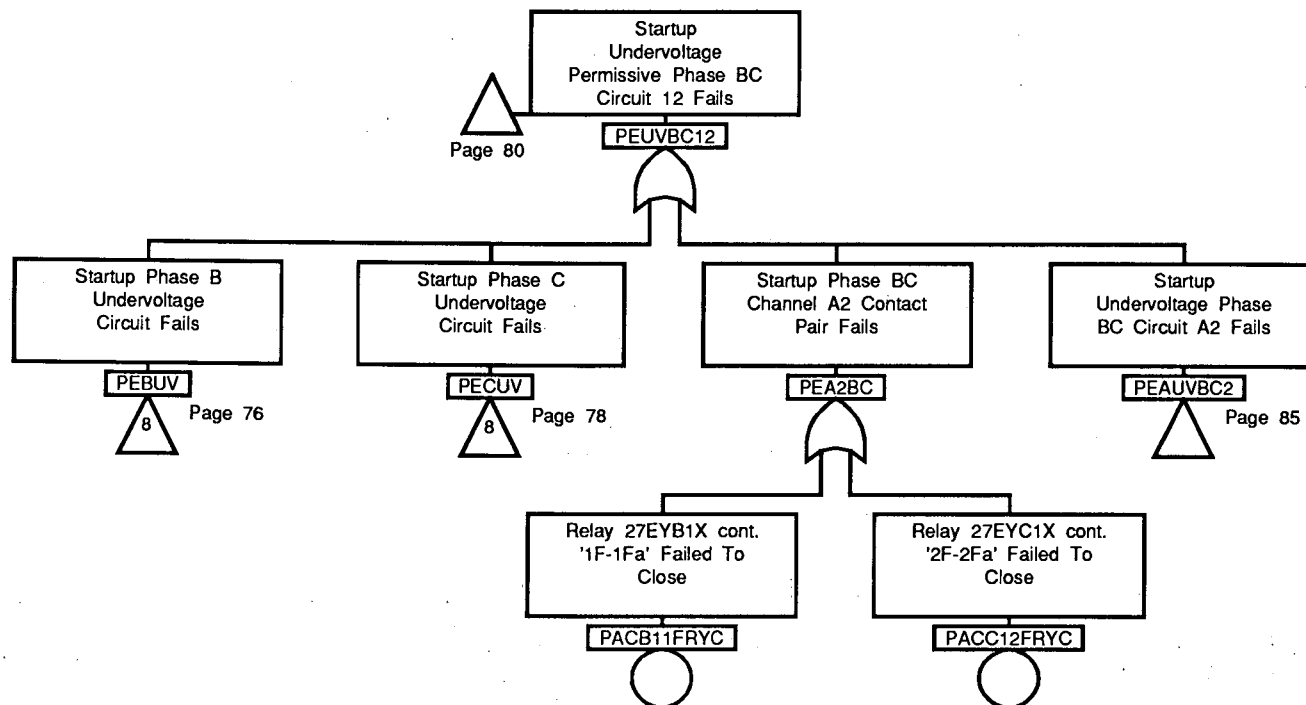 Startup
Undervoltage
Permissive Phase BC
Circuit 12 Fails
PEUVBC12
Page 80
Startup Phase B
Undervoltage
Circuit Fails
PEBUV
8
Page 76
Startup Phase C
Undervoltage
Circuit Fails
PECUV
8
Page 78
Startup Phase BC
Channel A2 Contact
Pair Fails
PEA2BC
Startup
Undervoltage Phase
BC Circuit A2 Fails
PEAUVBC2
Page 85
Relay 27EYB1X cont.
'1F-1Fa' Failed To
Close
PACB11FRYC
Relay 27EYC1X cont.
'2F-2Fa' Failed To
Close
PACC12FRYC